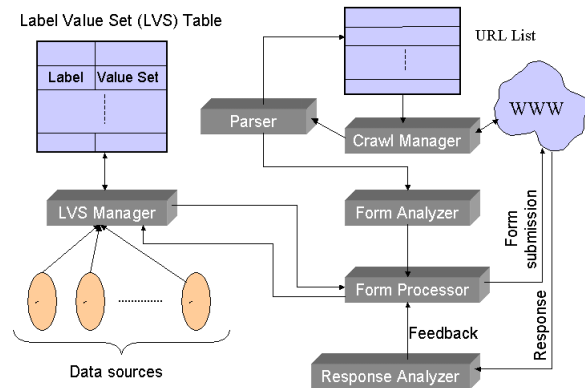 Label Value Set (LVS) Table
URL List
Label
Value Set
WWW
Parser
Crawl Manager
LVS Manager
Form Analyzer
Form
submission
Form Processor
Feedback
Response
Data sources
Response Analyzer